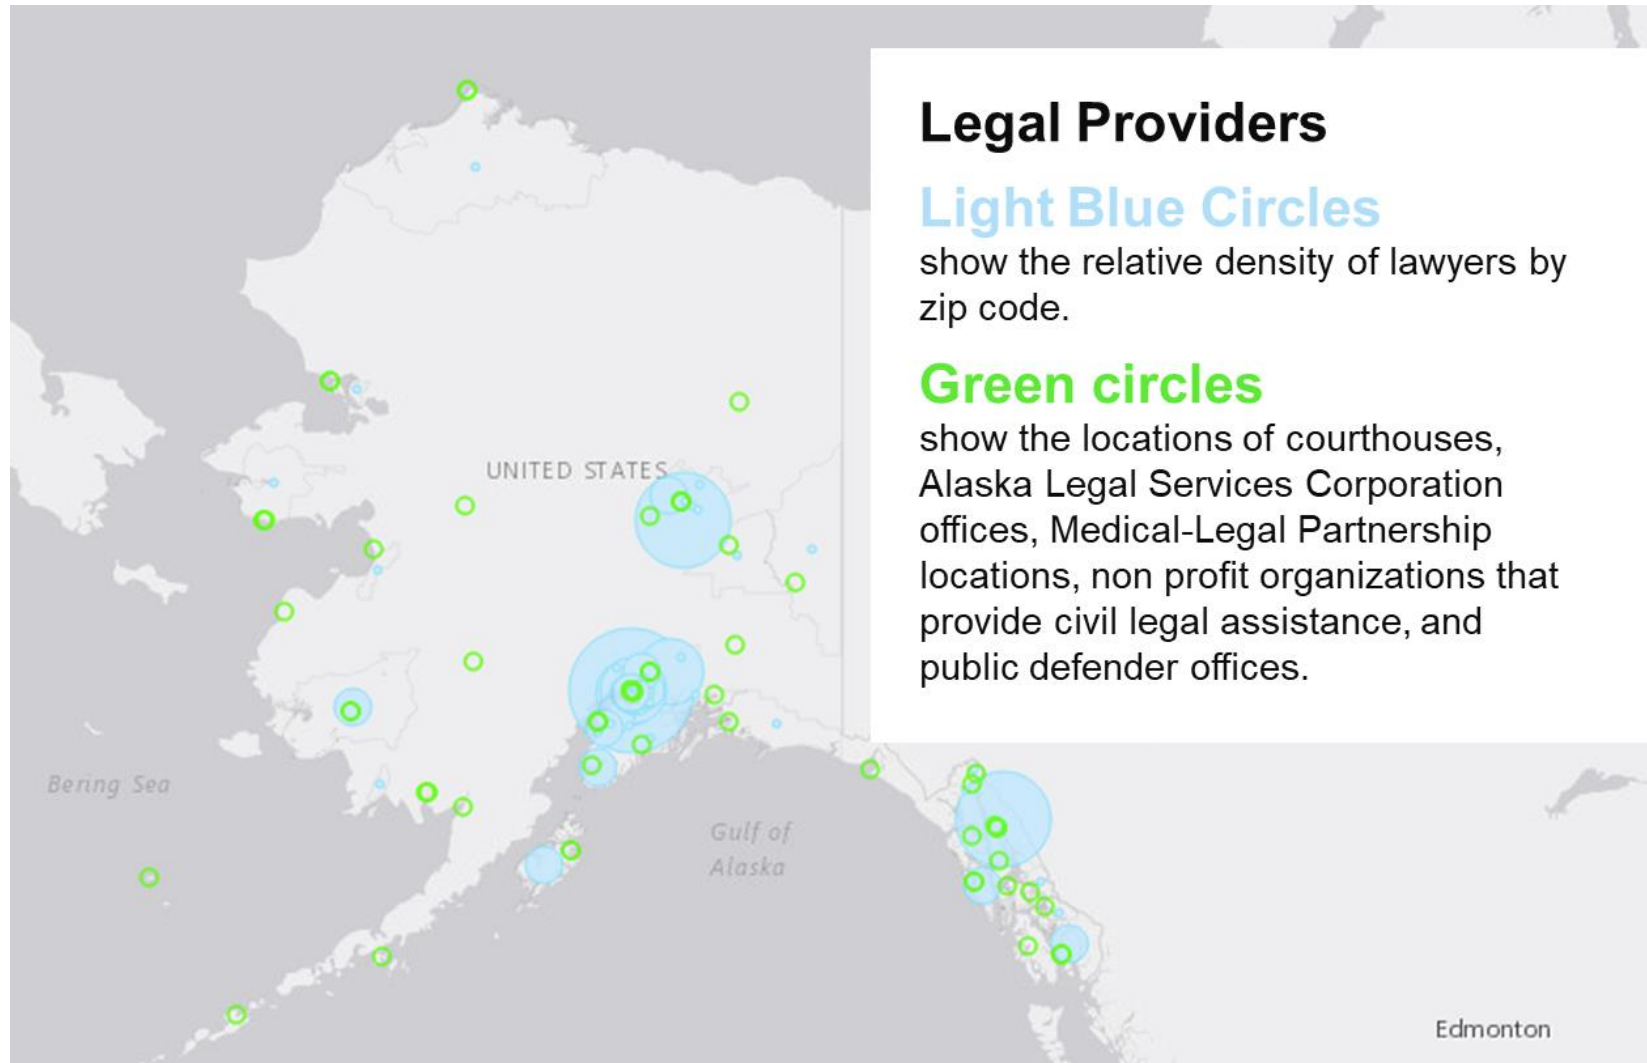 Legal Providers
Light Blue Circles
show the relative density of lawyers by
zip code.
Green circles
show the locations of courthouses,
Alaska Legal Services Corporation
offices, Medical-Legal Partnership
locations, non profit organizations that
provide civil legal assistance, and
public defender offices.
UNITED STATES
Bering Sea
Gulf of
Alaska
Edmonton